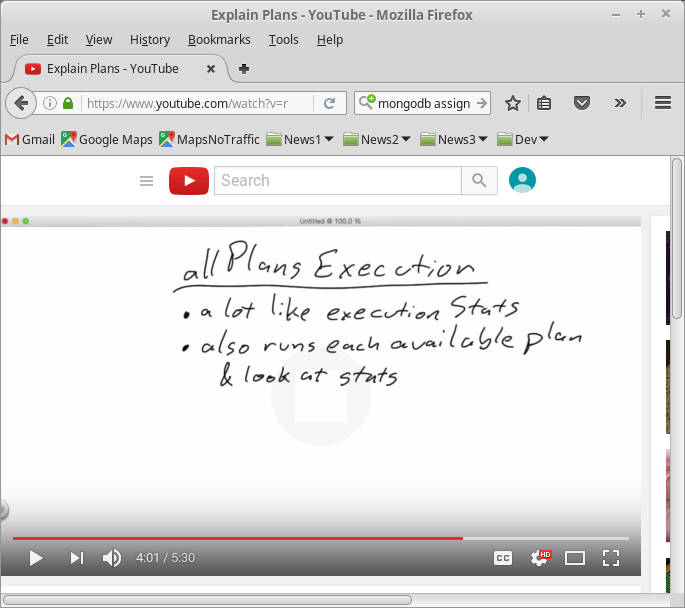 Explain Plans - YouTube - Mozilla Firefox
File Edit View History Bookmarks Tools Help
Explain Plans - YouTube
https://www.youtube.com/watch?v=r
mongodb assign
Gmail Google Maps MapsNoTraffic News1 News2 News3 Dev
Search
Untitled @ 100.0 %
all Plans Execution
• a lot like execution Stats
• also runs each available plan
& look at stats
4:01 / 5:30
CC HD